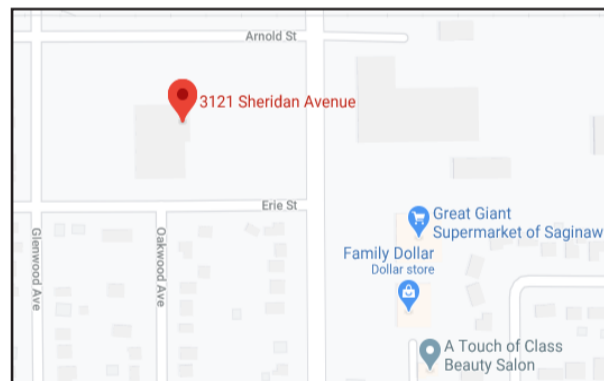 Arnold St
3121 Sheridan Avenue
Erie St
Glenwood Ave
Oakwood Ave
Great Giant
Supermarket of Saginaw
Family Dollar
Dollar store
A Touch of Class
Beauty Salon